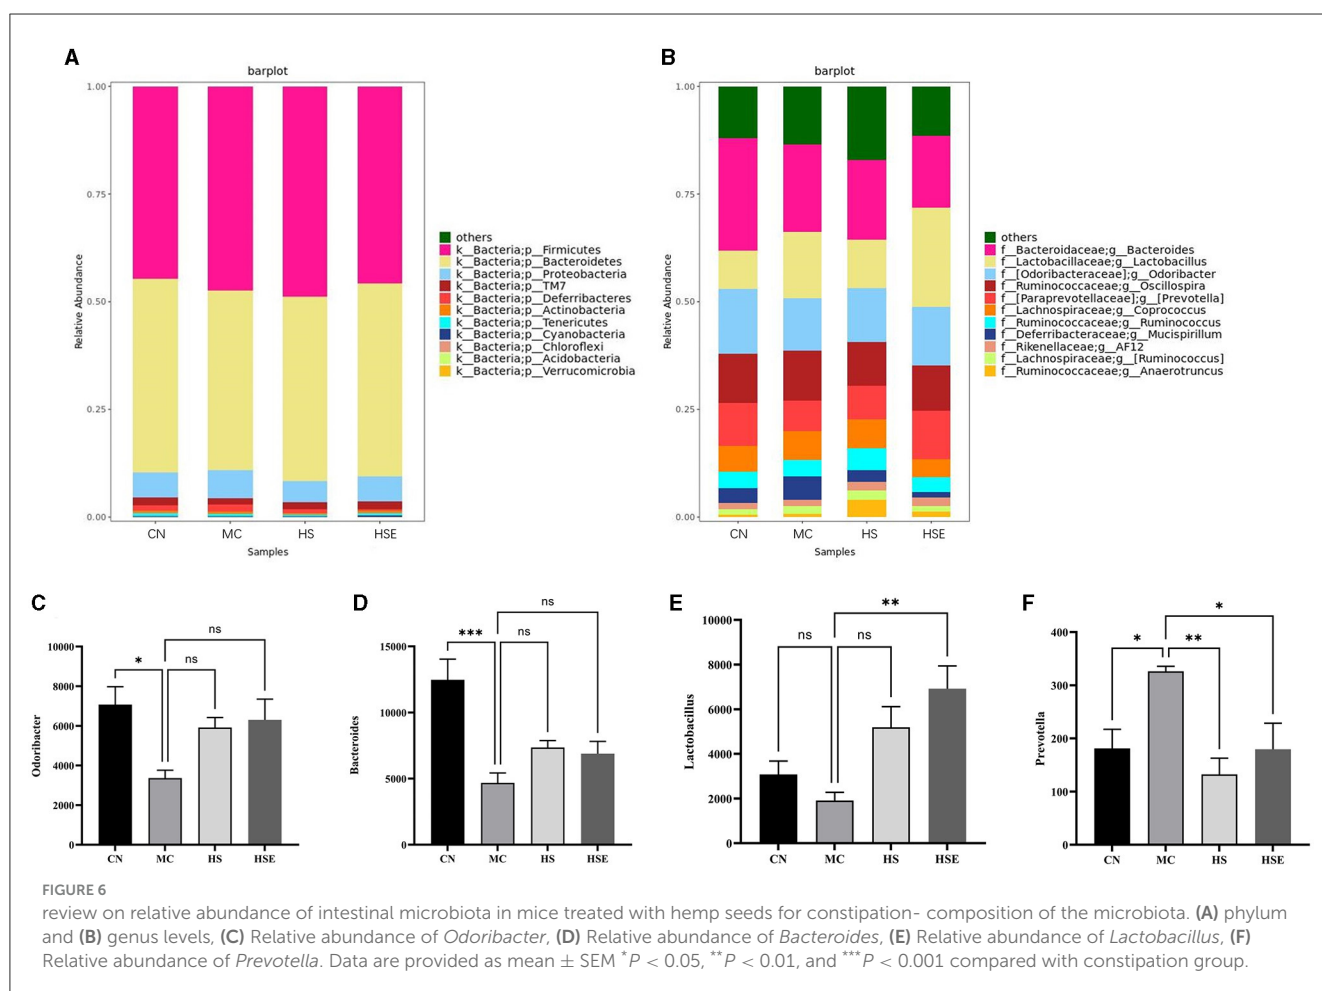 A
barplot
1.00
0.75
0.50
0.25
0.00
Relative Abundance
CN MC HS HSE
Samples
others
k__Bacteria;p__Firmicutes
k__Bacteria;p__Bacteroidetes
k__Bacteria;p__Proteobacteria
k__Bacteria;p__TM7
k__Bacteria;p__Deferribacteres
k__Bacteria;p__Actinobacteria
k__Bacteria;p__Tenericutes
k__Bacteria;p__Cyanobacteria
k__Bacteria;p__Chloroflexi
k__Bacteria;p__Acidobacteria
k__Bacteria;p__Verrucomicrobia
B
barplot
1.00
0.75
0.50
0.25
0.00
Relative Abundance
CN MC HS HSE
Samples
others
f__Bacteroidaceae;g__Bacteroides
f__Lactobacillaceae;g__Lactobacillus
f__[Odoribacteraceae];g__Odoribacter
f__Ruminococcaceae;g__Oscillospira
f__[Paraprevotellaceae];g__[Prevotella]
f__Lachnospiraceae;g__Coprococcus
f__Ruminococcaceae;g__Ruminococcus
f__Deferribacteraceae;g__Mucispirillum
f__Rikenellaceae;g__AF12
f__Lachnospiraceae;g__[Ruminococcus]
f__Ruminococcaceae;g__Anaerotruncus
C
ns
* ns
10000
8000
6000
4000
2000
0
Odoribacter
CN MC HS HSE
D
ns
*** ns
15000
10000
5000
0
Bacteroides
CN MC HS HSE
E
**
ns ns
10000
8000
6000
4000
2000
0
Lactobacillus
CN MC HS HSE
F
*
* **
400
300
200
100
0
Prevotella
CN MC HS HSE
FIGURE 6
review on relative abundance of intestinal microbiota in mice treated with hemp seeds for constipation- composition of the microbiota. (A) phylum
and (B) genus levels, (C) Relative abundance of Odoribacter, (D) Relative abundance of Bacteroides, (E) Relative abundance of Lactobacillus, (F)
Relative abundance of Prevotella. Data are provided as mean ± SEM *P < 0.05, **P < 0.01, and ***P < 0.001 compared with constipation group.